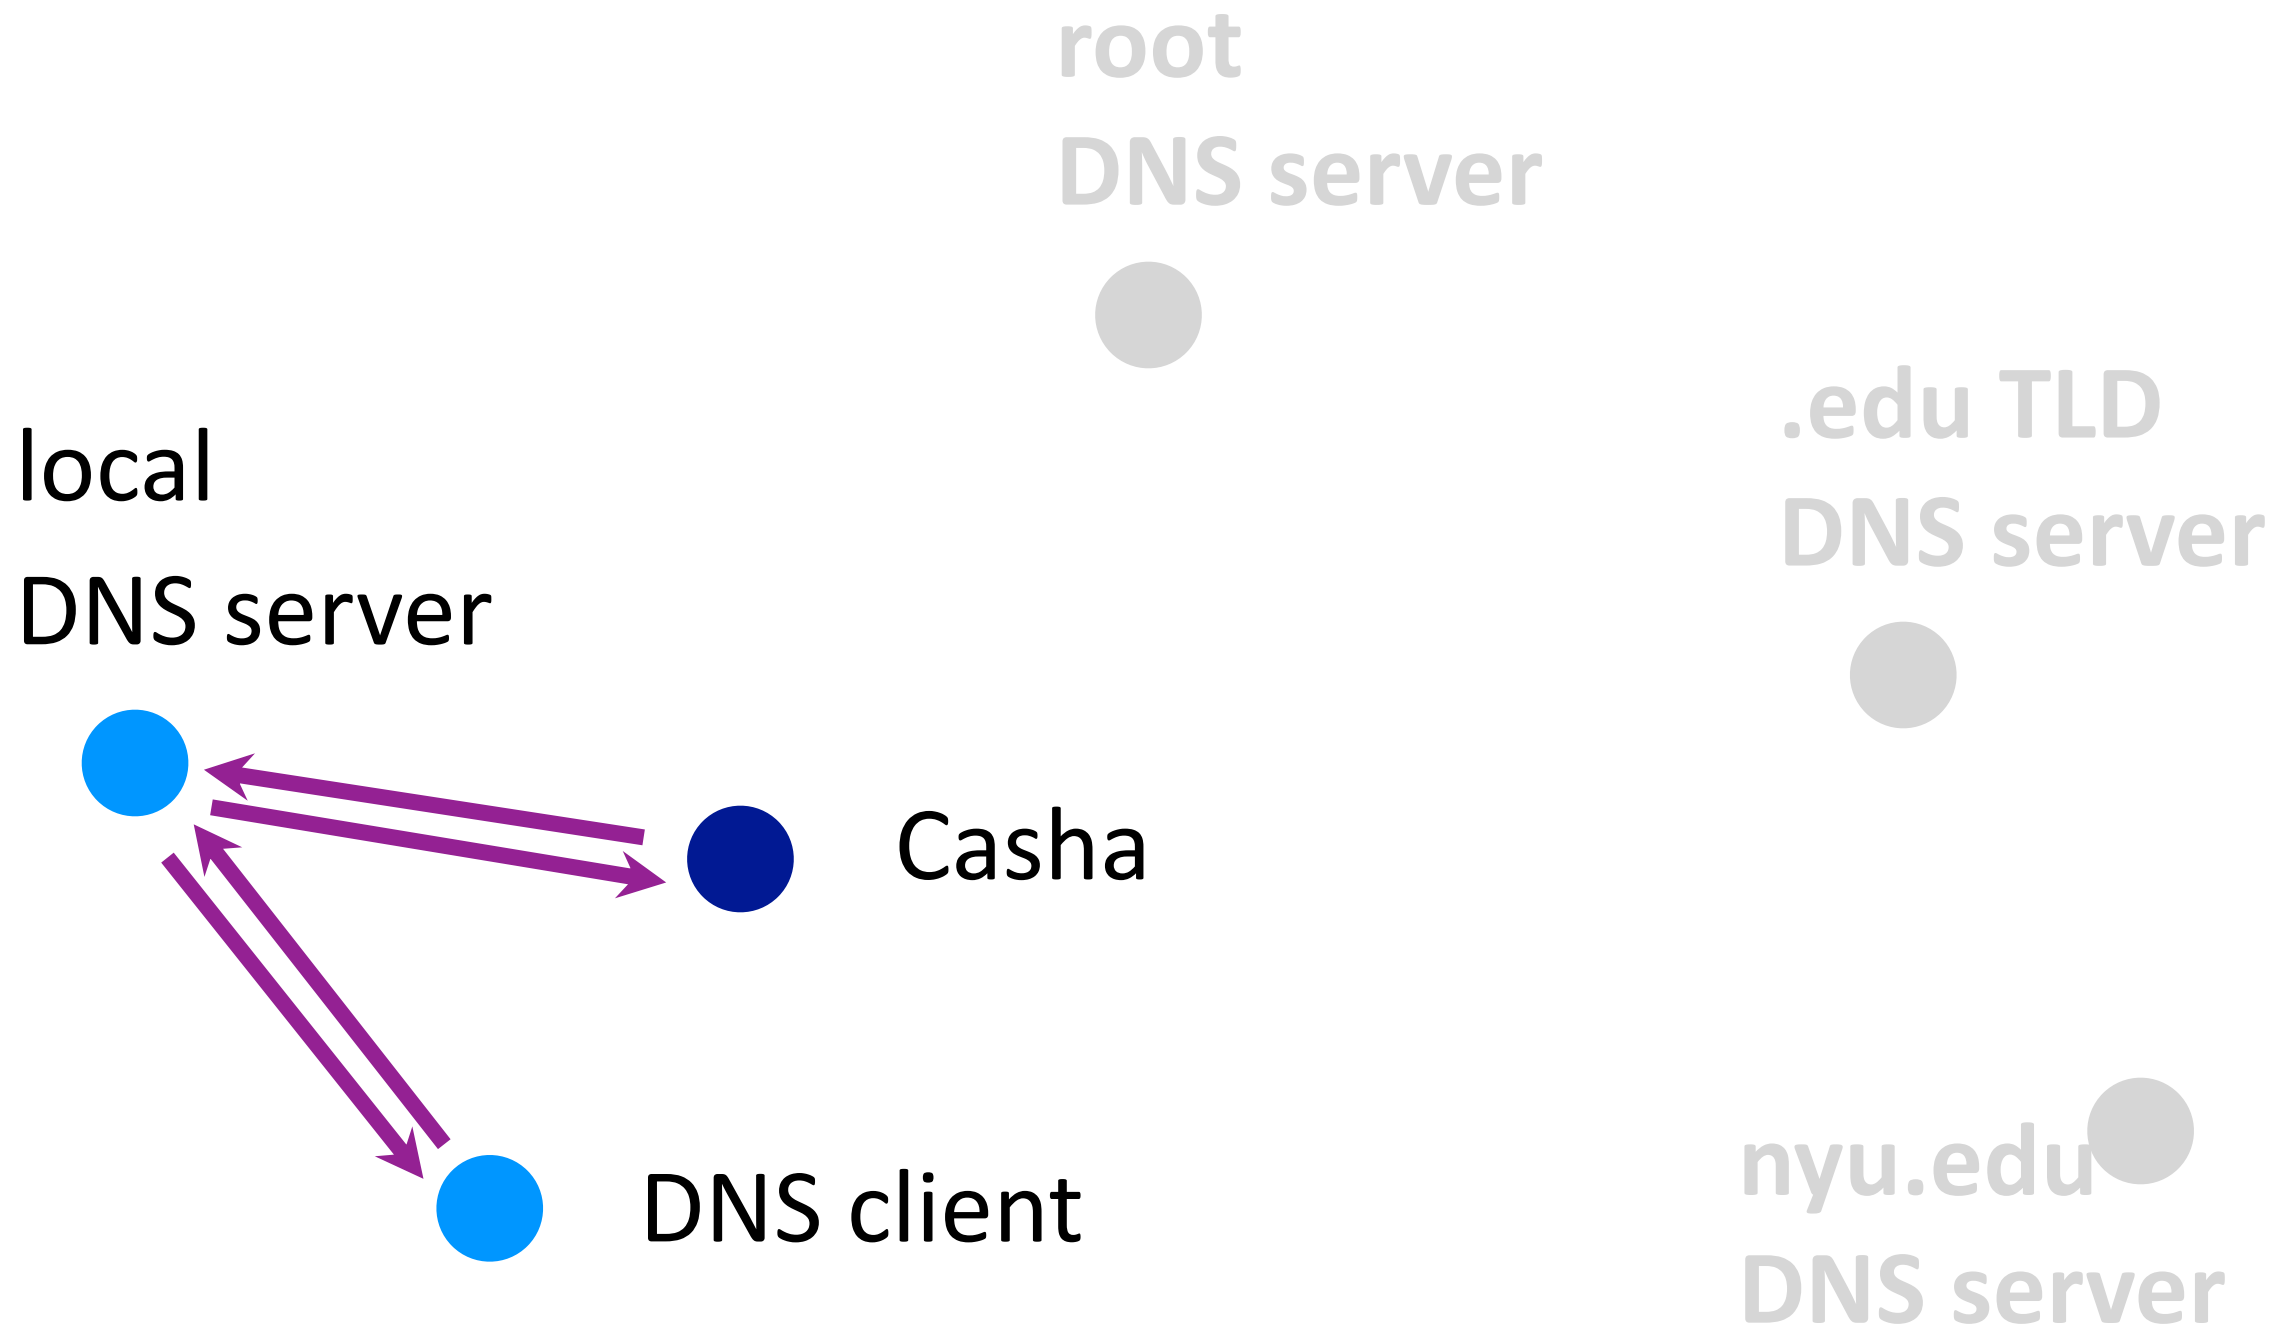 root
DNS server
.edu TLD
DNS server
local
DNS server
Casha
DNS client
nyu.edu
DNS server